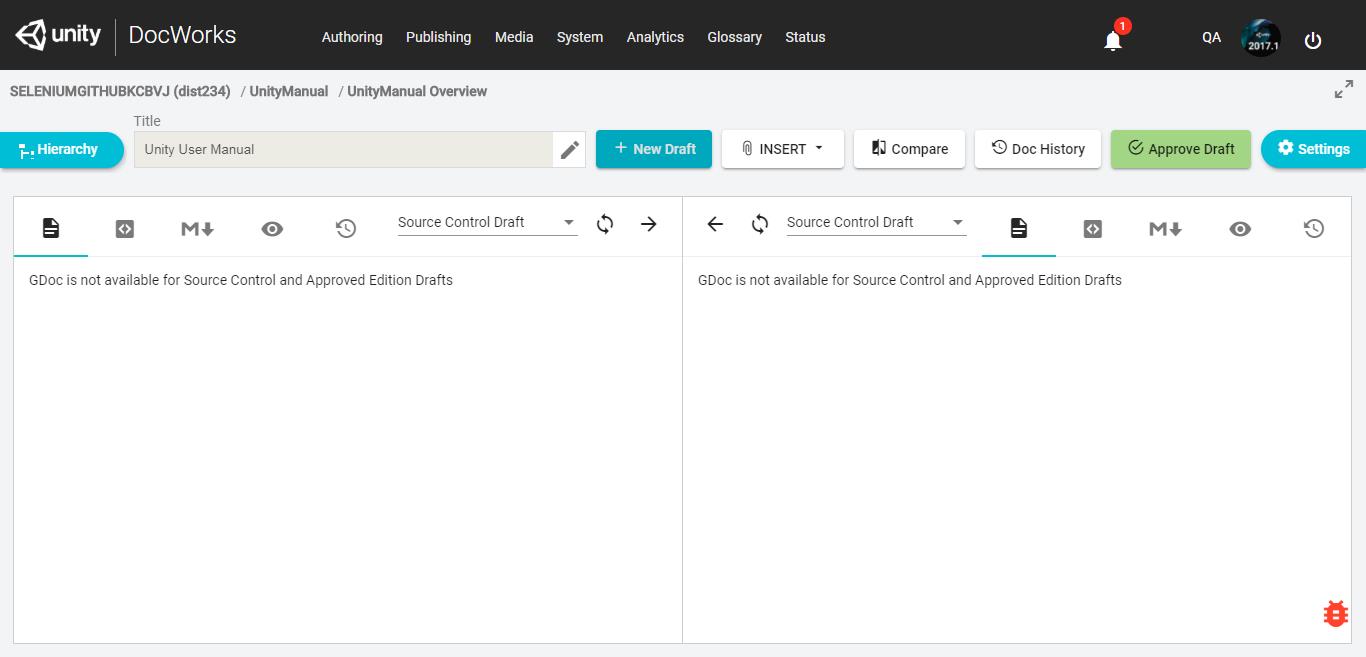 unity DocWorks Authoring Publishing Media System Analytics Glossary Status 1 QA 2017.1
SELENIUMGITHUBKCBVJ (dist234) / UnityManual / UnityManual Overview
Title
Hierarchy Unity User Manual + New Draft INSERT Compare Doc History Approve Draft Settings
M Source Control Draft Source Control Draft M
GDoc is not available for Source Control and Approved Edition Drafts GDoc is not available for Source Control and Approved Edition Drafts